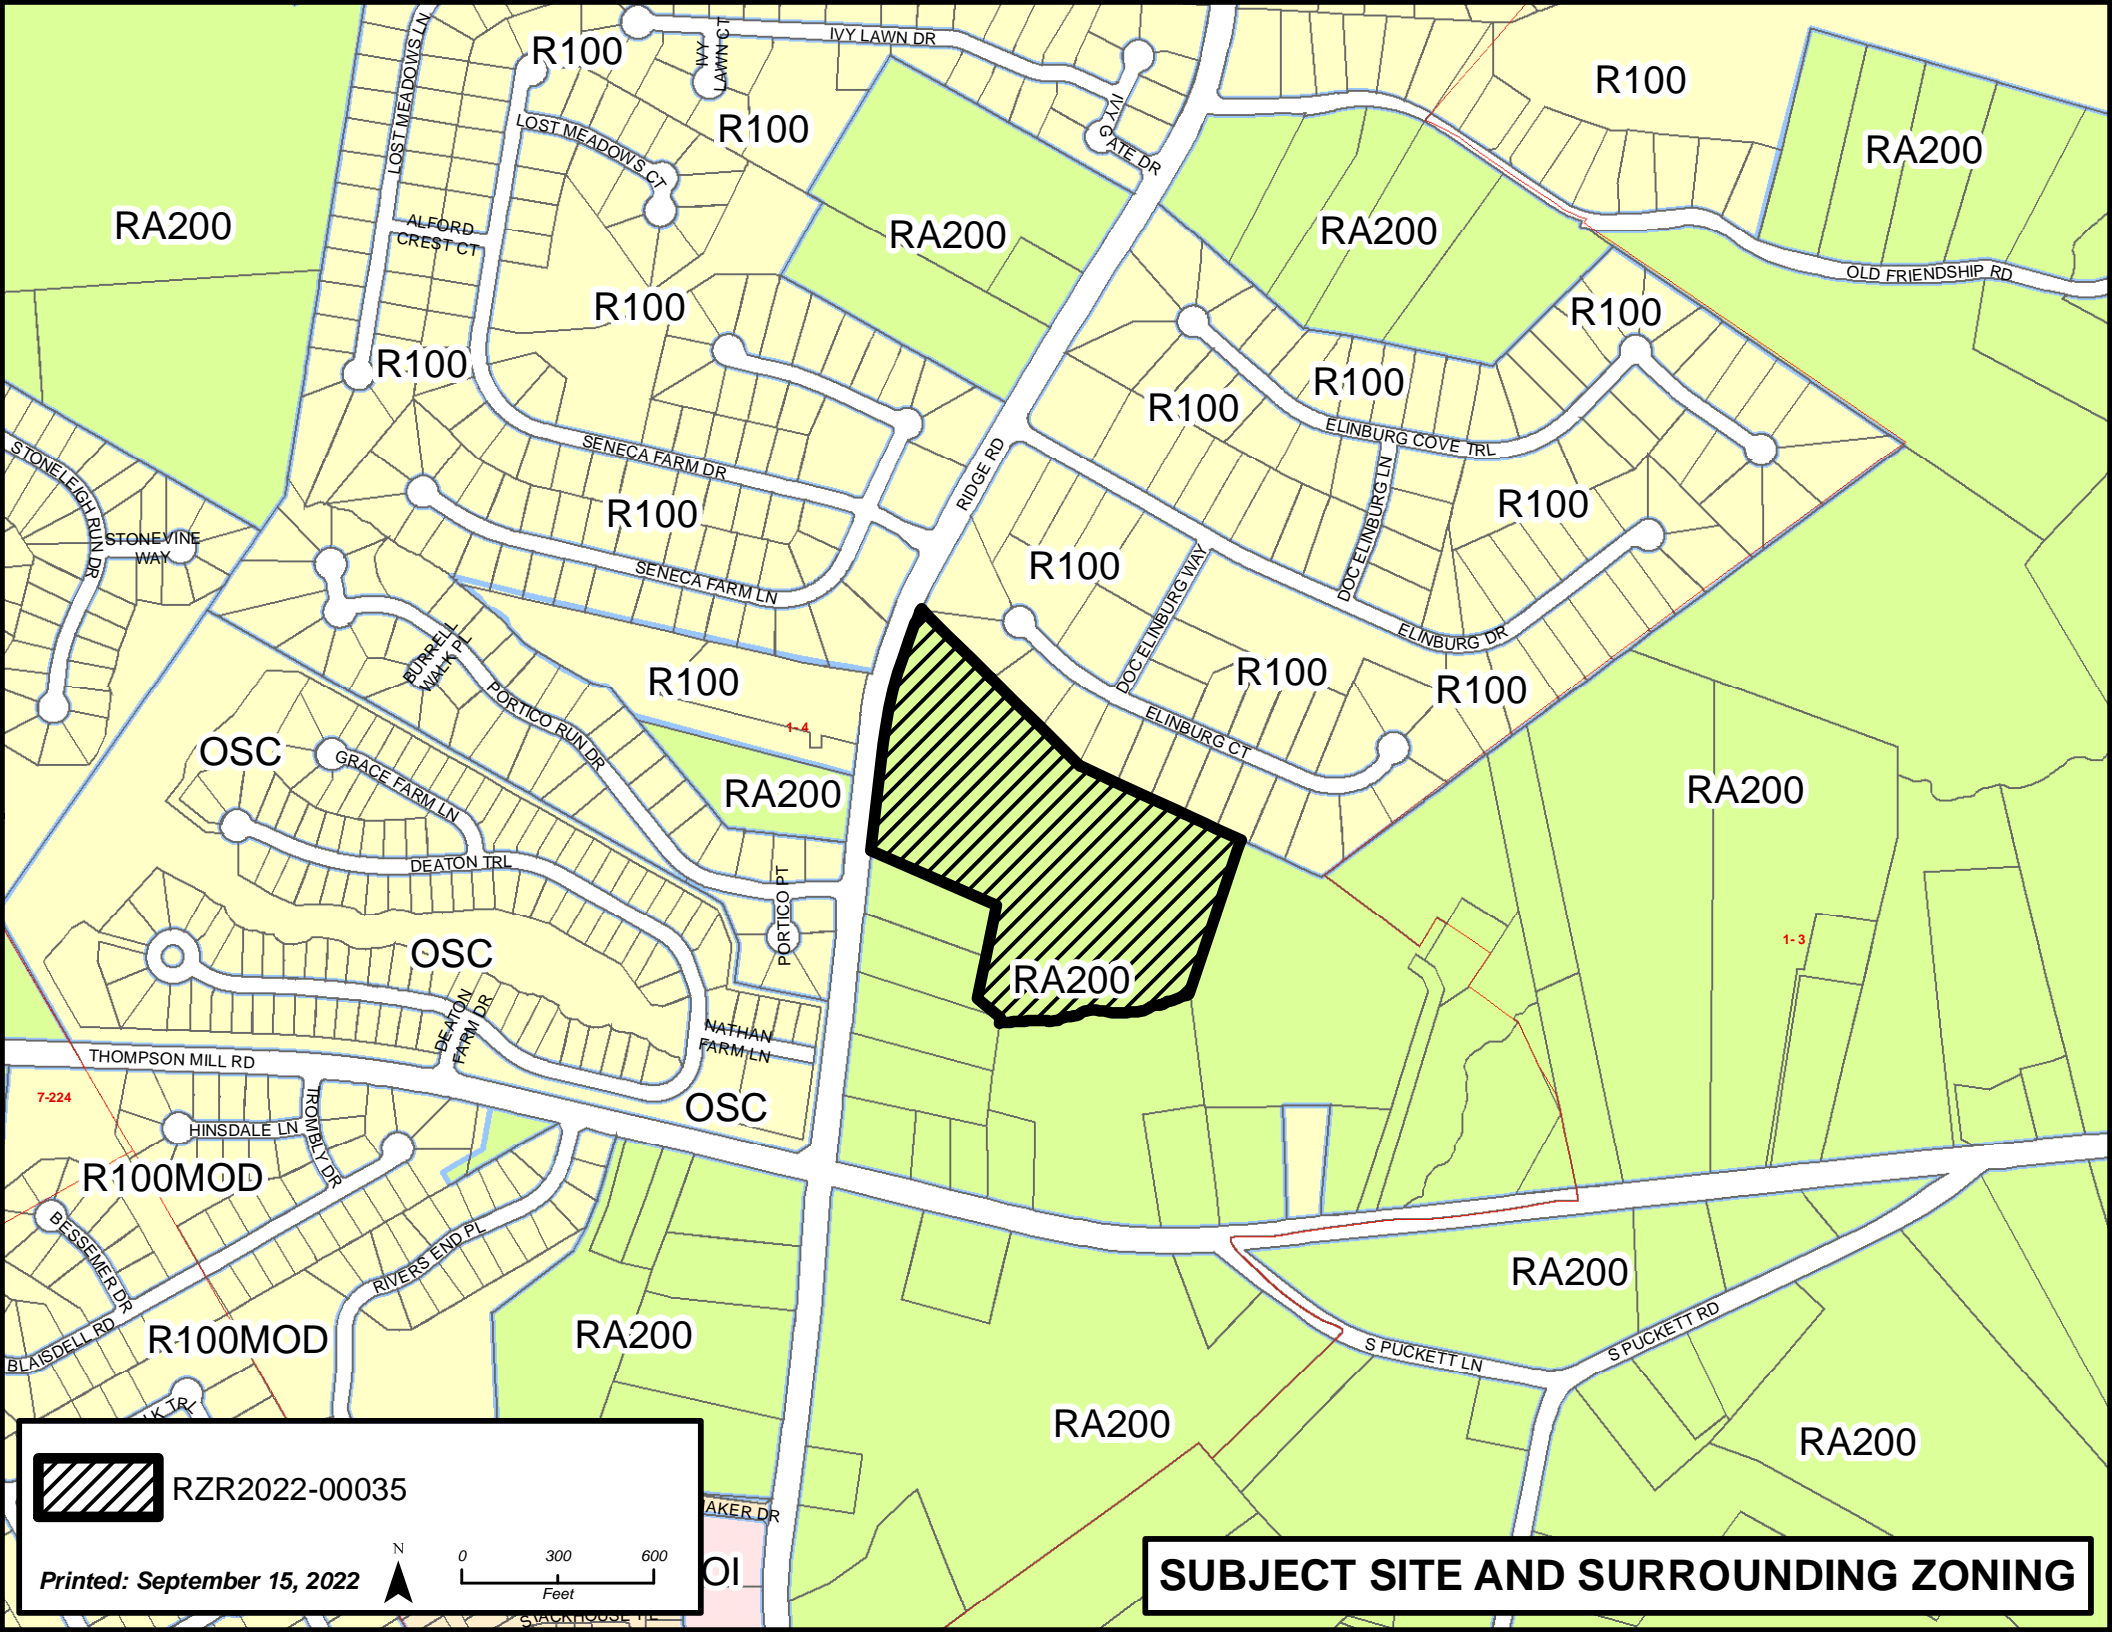 IVY LAWN DR
R100
IVY
LAWN CT
LOST MEADOWS LN
R100
RA200
R100
LOST MEADOWS CT
IVY GATE DR
RA200
RA200
ALFORD
CREST CT
RA200
RA200
OLD FRIENDSHIP RD
R100
R100
R100
R100
R100
ELINBURG COVE TRL
SENECA FARM DR
RIDGE RD
STONELEIGH RUN DR
R100
R100
DOC ELINBURG LN
STONEVINE
WAY
SENECA FARM LN
R100
DOC ELINBURG WAY
ELINBURG DR
BURRELL
WALK PL
R100
R100
R100
PORTICO RUN DR
1-4
ELINBURG CT
OSC
GRACE FARM LN
RA200
RA200
DEATON TRL
PORTICO PT
OSC
1-3
RA200
DEATON
FARM DR
NATHAN
FARM LN
THOMPSON MILL RD
7-224
OSC
TROMBLY DR
HINSDALE LN
R100MOD
BESSEMER DR
RIVERS END PL
RA200
BLAISDELL RD
R100MOD
RA200
S PUCKETT LN
S PUCKETT RD
K TRL
RA200
RA200
RZR2022-00035
AKER DR
N
0 300 600
Feet
Printed: September 15, 2022
OI
SUBJECT SITE AND SURROUNDING ZONING